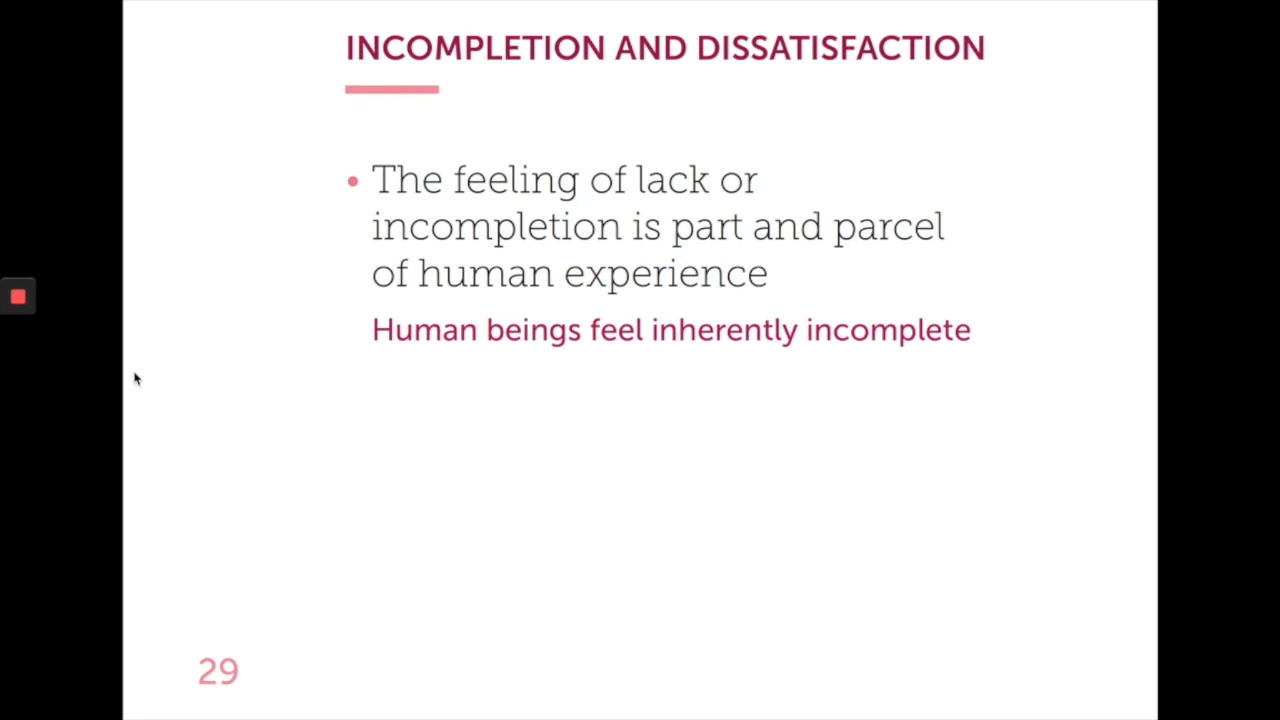 INCOMPLETION AND DISSATISFACTION
• The feeling of lack or
incompletion is part and parcel
of human experience
Human beings feel inherently incomplete
29